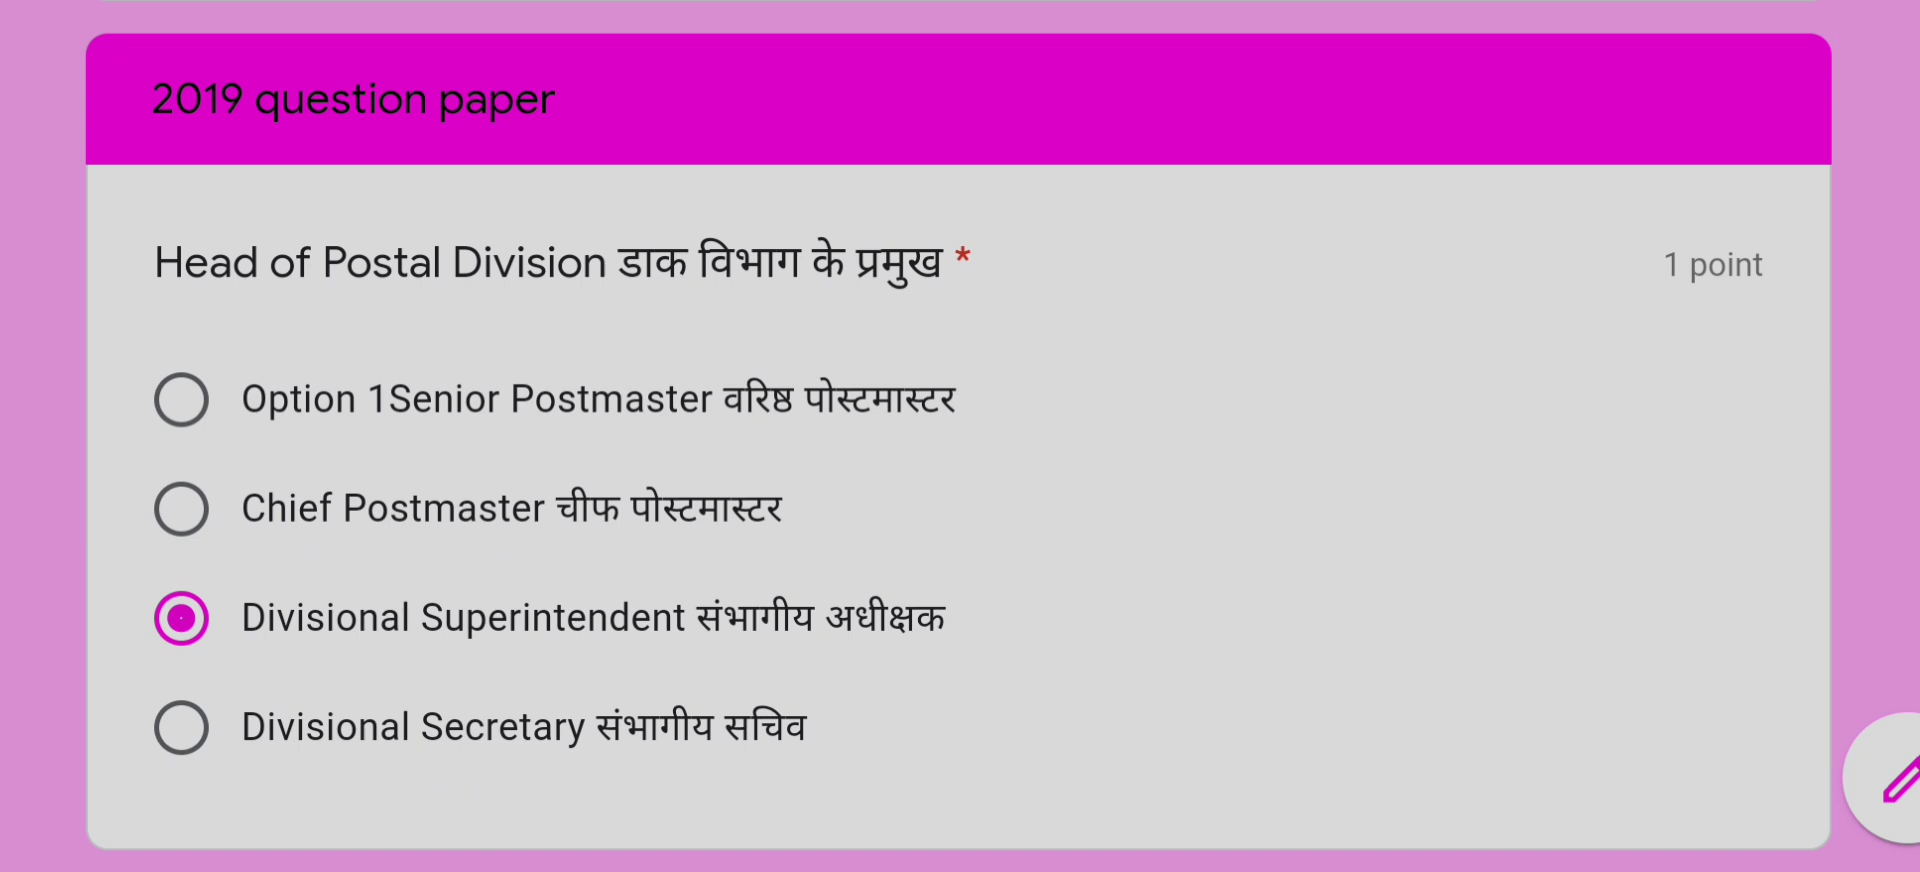 2019 question paper
Head of Postal Division डाक विभाग के प्रमुख *
1 point
Option 1Senior Postmaster वरिष्ठ पोस्टमास्टर
Chief Postmaster चीफ पोस्टमास्टर
Divisional Superintendent संभागीय अधीक्षक
Divisional Secretary संभागीय सचिव